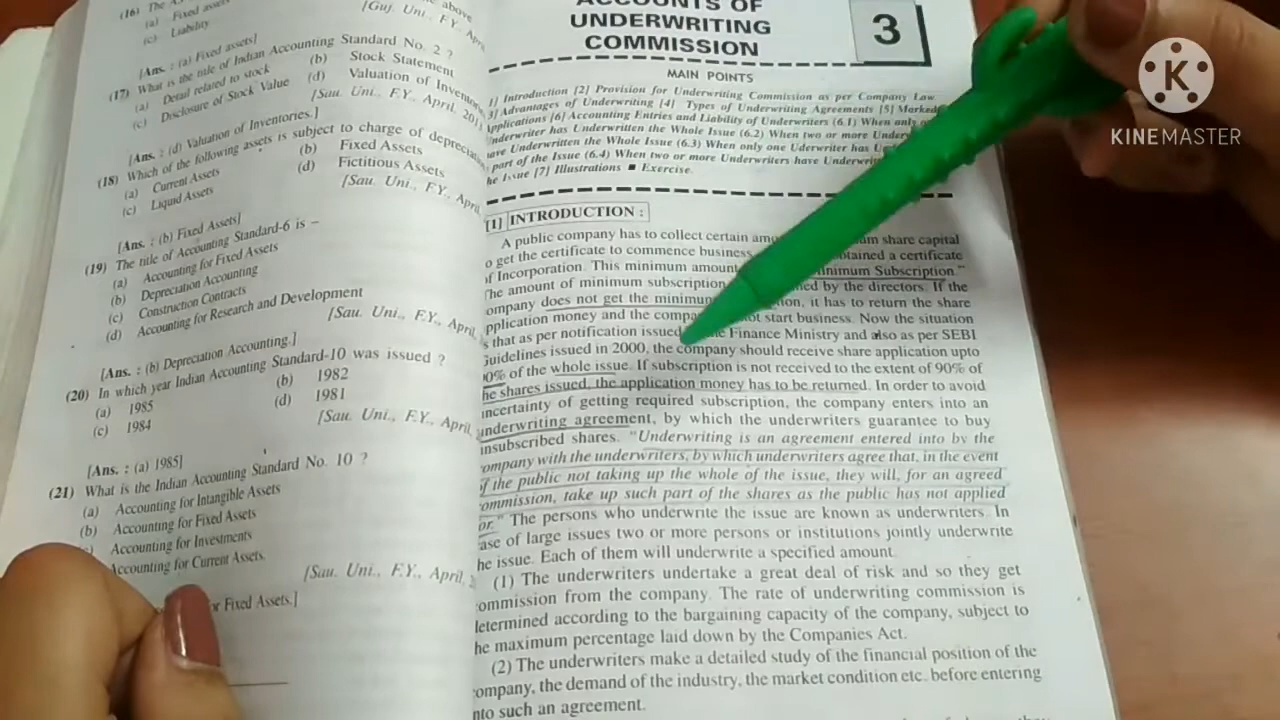 (16) The
(a) Fixed assets
(c) Liability
above
[Guj. Uni. F.Y., Apri
[Ans. : (a) Fixed assets]
(17) What is the title of Indian Accounting Standard No. 2 ?
(a) Detail related to stock (b) Stock Statement
(c) Disclosure of Stock Value (d) Valuation of Inventories
[Sau. Uni., F.Y., April, 201
[Ans. : (d) Valuation of Inventories.]
(18) Which of the following assets is subject to charge of depreciat
(a) Current Assets (b) Fixed Assets
(c) Liquid Assets (d) Fictitious Assets
[Sau. Uni., F.Y., April,
[Ans. : (b) Fixed Assets]
(19) The title of Accounting Standard-6 is –
(a) Accounting for Fixed Assets
(b) Depreciation Accounting
(c) Construction Contracts
(d) Accounting for Research and Development
[Sau. Uni., F.Y., April,
[Ans. : (b) Depreciation Accounting.]
(20) In which year Indian Accounting Standard-10 was issued ?
(a) 1985 (b) 1982
(c) 1984 (d) 1981
[Sau. Uni., F.Y., April,
[Ans. : (a) 1985]
(21) What is the Indian Accounting Standard No. 10 ?
(a) Accounting for Intangible Assets
(b) Accounting for Fixed Assets
Accounting for Investments
Accounting for Current Assets
[Sau. Uni., F.Y., April,
or Fixed Assets.]
ACCOUNTS OF
UNDERWRITING
COMMISSION
3
MAIN POINTS
1] Introduction [2] Provision for Underwriting Commission as per Company Law
3] Advantages of Underwriting [4] Types of Underwriting Agreements [5] Marked
pplications [6] Accounting Entries and Liability of Underwriters (6.1) When only o
nderwriter has Underwritten the Whole Issue (6.2) When two or more Under
ave Underwritten the Whole Issue (6.3) When only one Uderwriter has U
part of the Issue (6.4) When two or more Underwriters have Underwri
he Issue [7] Illustrations ■ Exercise.
[1] INTRODUCTION :
A public company has to collect certain amo um share capital
o get the certificate to commence business btained a certificate
f Incorporation. This minimum amount inimum Subscription."
he amount of minimum subscription ed by the directors. If the
ompany does not get the minimu ion, it has to return the share
pplication money and the compa ot start business. Now the situation
s that as per notification issued e Finance Ministry and also as per SEBI
Guidelines issued in 2000, the company should receive share application upto
90% of the whole issue. If subscription is not received to the extent of 90% of
he shares issued, the application money has to be returned. In order to avoid
uncertainty of getting required subscription, the company enters into an
underwriting agreement, by which the underwriters guarantee to buy
unsubscribed shares. "Underwriting is an agreement entered into by the
ompany with the underwriters, by which underwriters agree that, in the event
f the public not taking up the whole of the issue, they will, for an agreed
ommission, take up such part of the shares as the public has not applied
or." The persons who underwrite the issue are known as underwriters. In
ase of large issues two or more persons or institutions jointly underwrite
he issue. Each of them will underwrite a specified amount.
(1) The underwriters undertake a great deal of risk and so they get
ommission from the company. The rate of underwriting commission is
determined according to the bargaining capacity of the company, subject to
he maximum percentage laid down by the Companies Act.
(2) The underwriters make a detailed study of the financial position of the
ompany, the demand of the industry, the market condition etc. before entering
nto such an agreement.
K
KINEMASTER